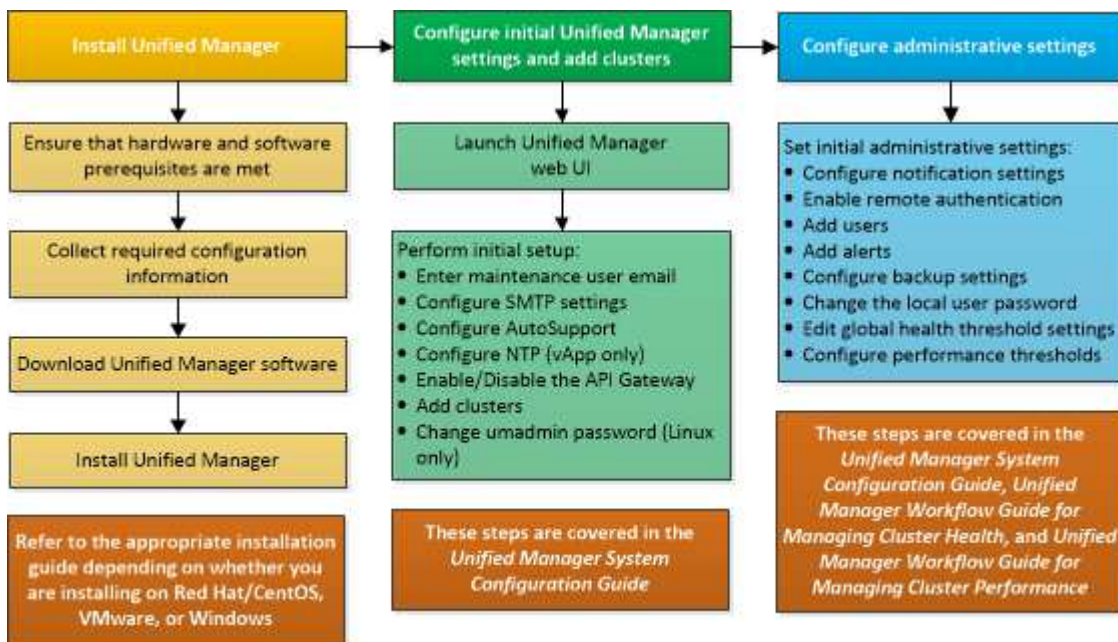 Install Unified Manager
Ensure that hardware and software
prerequisites are met
Collect required configuration
information
Download Unified Manager software
Install Unified Manager
Refer to the appropriate installation
guide depending on whether you
are installing on Red Hat/CentOS,
VMware, or Windows
Configure initial Unified Manager
settings and add clusters
Launch Unified Manager
web UI
Perform initial setup:
• Enter maintenance user email
• Configure SMTP settings
• Configure AutoSupport
• Configure NTP (vApp only)
• Enable/Disable the API Gateway
• Add clusters
• Change umadmin password (Linux
only)
These steps are covered in the
Unified Manager System
Configuration Guide
Configure administrative settings
Set initial administrative settings:
• Configure notification settings
• Enable remote authentication
• Add users
• Add alerts
• Configure backup settings
• Change the local user password
• Edit global health threshold settings
• Configure performance thresholds
These steps are covered in the
Unified Manager System
Configuration Guide, Unified
Manager Workflow Guide for
Managing Cluster Health, and Unified
Manager Workflow Guide for
Managing Cluster Performance